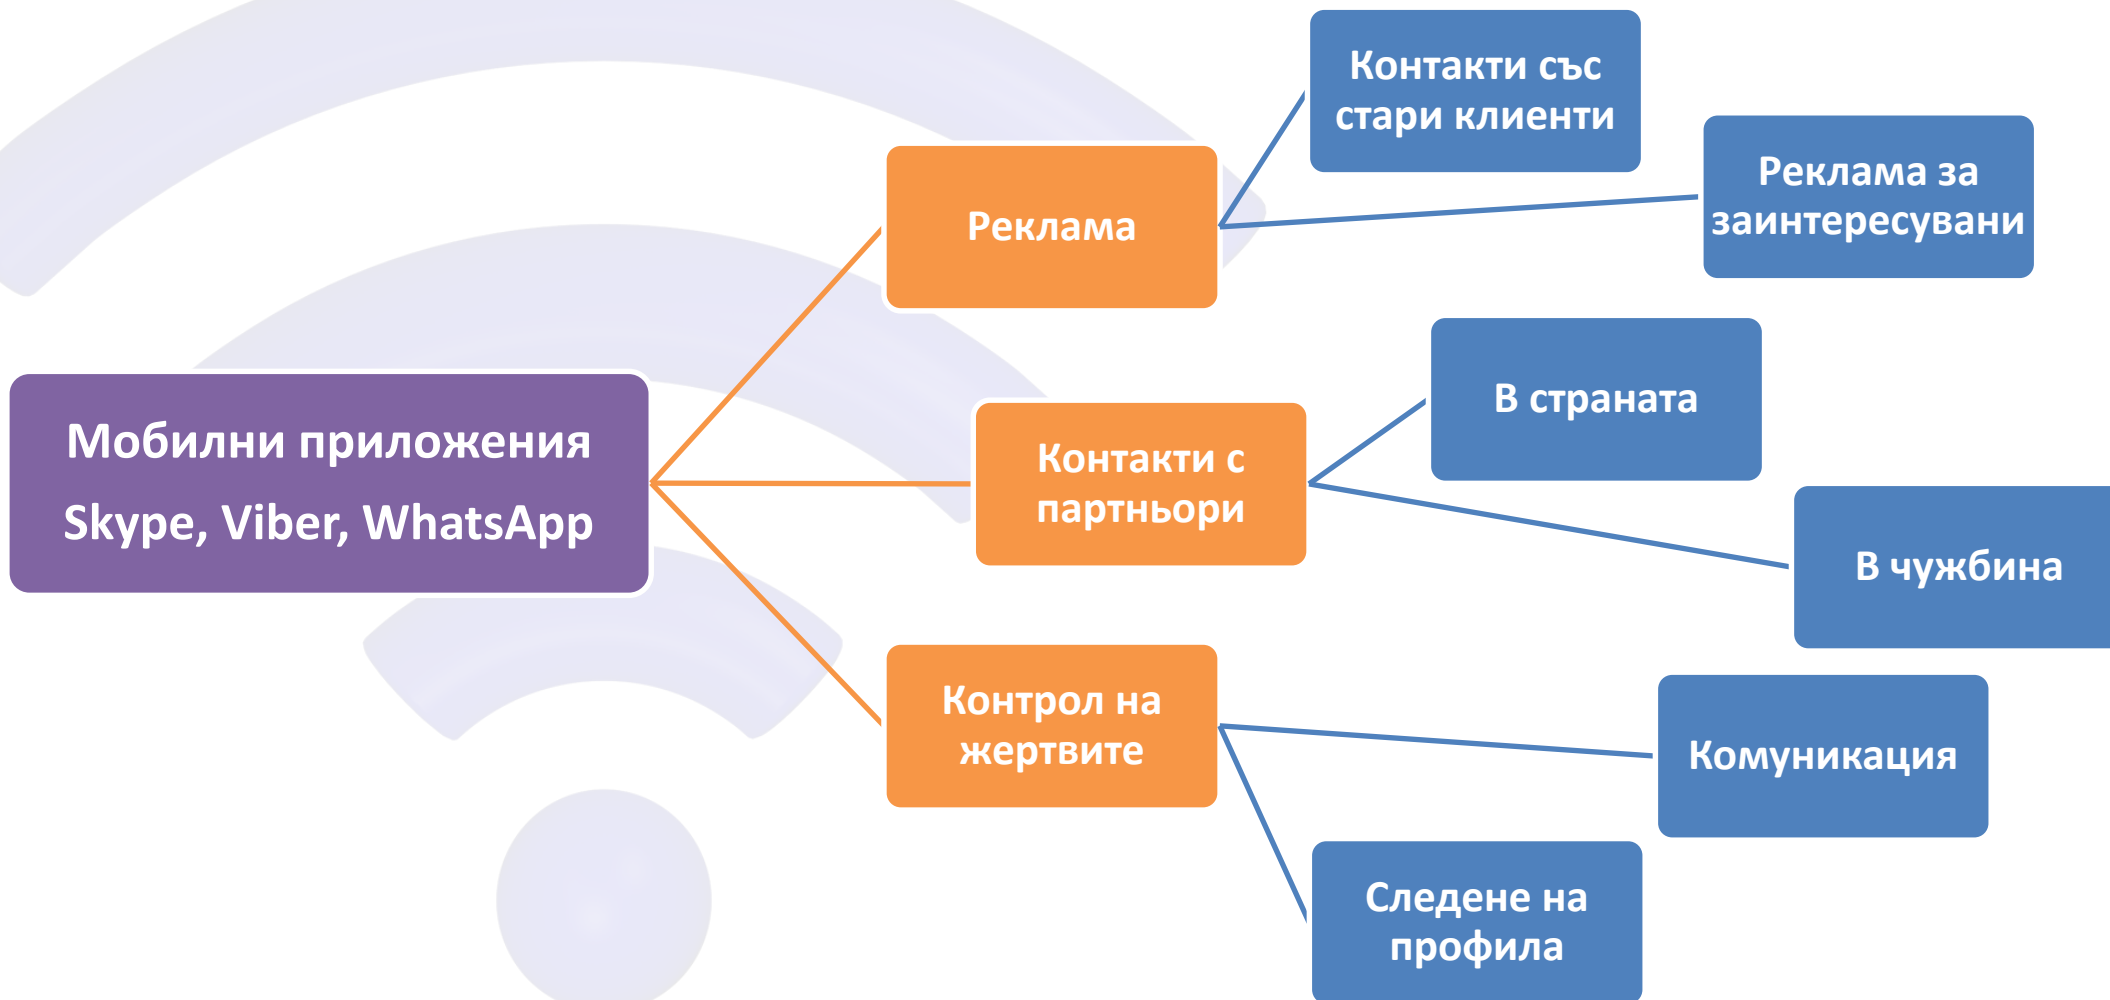 Мобилни приложения
Skype, Viber, WhatsApp
Реклама
Контакти със
стари клиенти
Реклама за
заинтересувани
Контакти с
партньори
В страната
В чужбина
Контрол на
жертвите
Комуникация
Следене на
профила